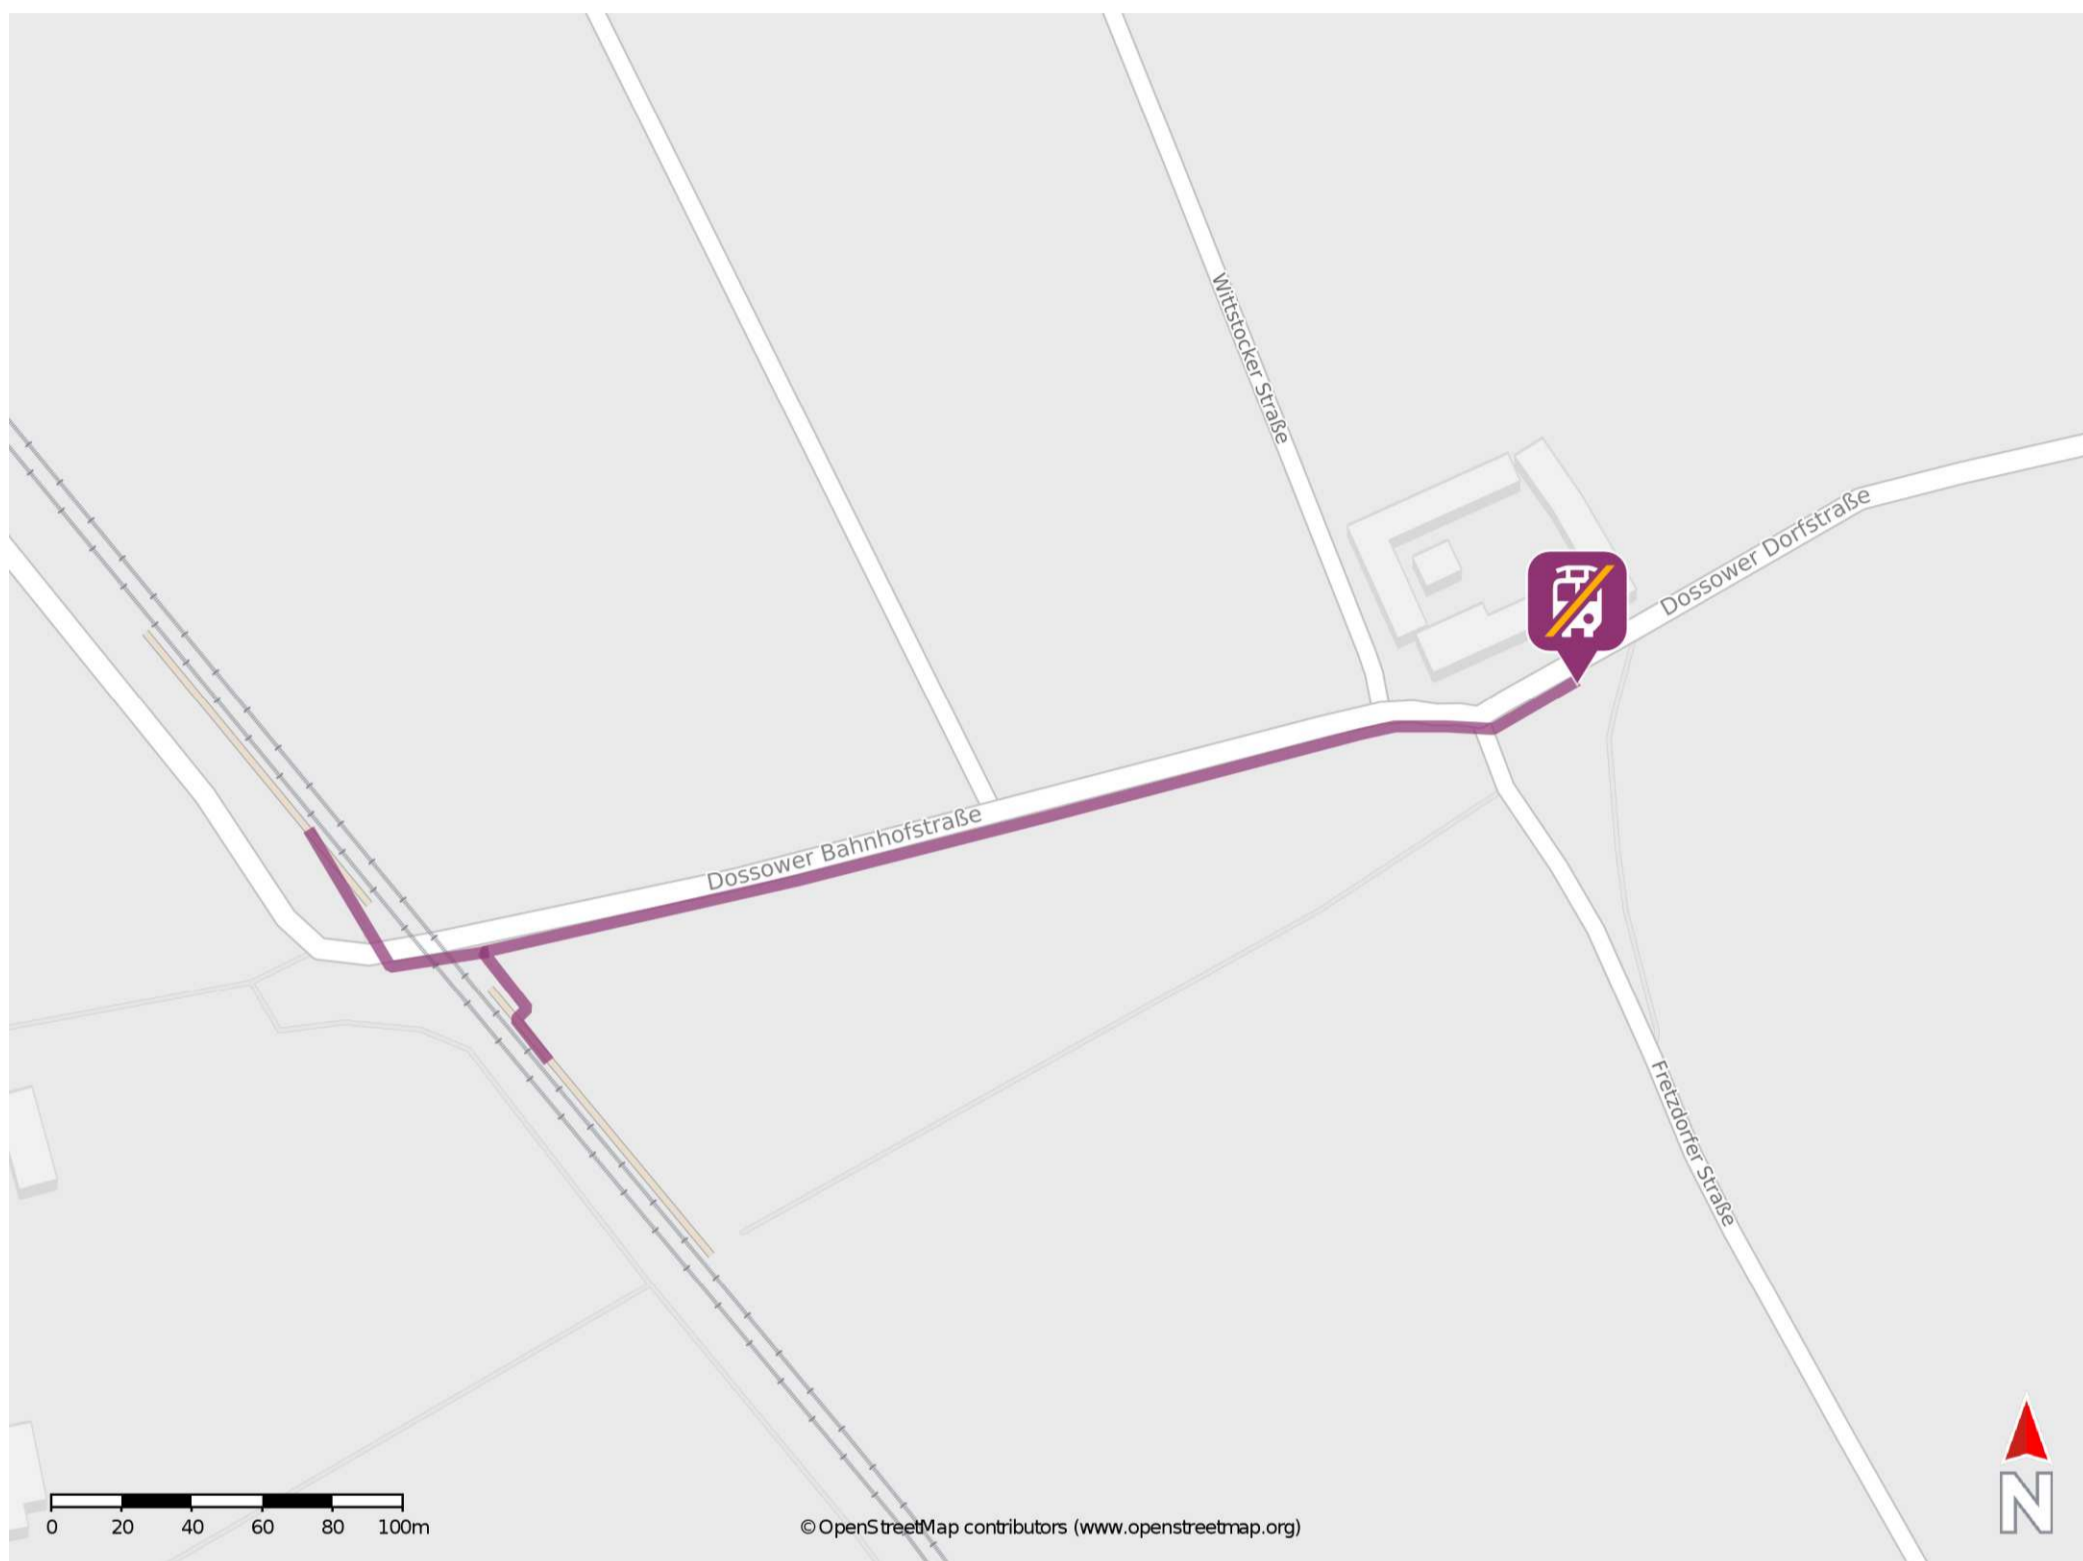 Wittstocker Straße
Dossower Dorfstraße
Dossower Bahnhofstraße
Fretzdorfer Straße
0 20 40 60 80 100m
© OpenStreetMap contributors (www.openstreetmap.org)
N